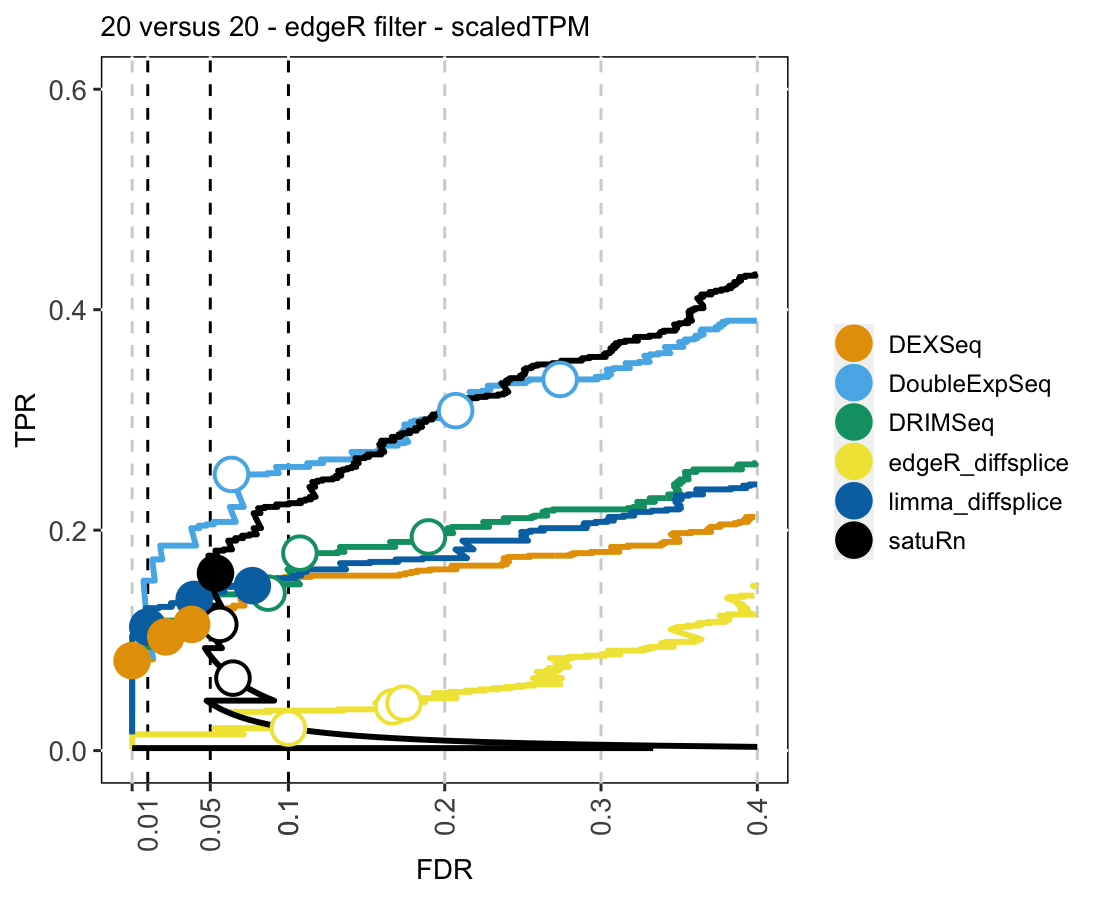 20 versus 20 - edgeR filter - scaledTPM
0.6
0.4
0.2
0.0
TPR
0.01
0.05
0.1
0.2
0.3
0.4
FDR
DEXSeq
DoubleExpSeq
DRIMSeq
edgeR_diffsplice
limma_diffsplice
satuRn